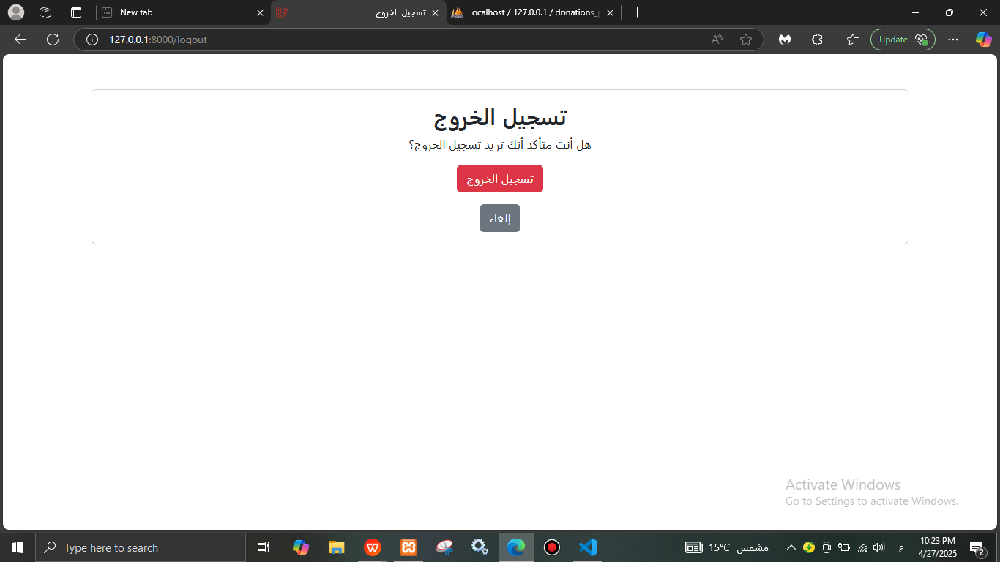 New tab
تسجيل الخروج
localhost / 127.0.0.1 / donations_
127.0.0.1:8000/logout
Update
تسجيل الخروج
هل أنت متأكد أنك تريد تسجيل الخروج؟
تسجيل الخروج
إلغاء
Activate Windows
Go to Settings to activate Windows.
Type here to search
15°C مشمس
ع
10:23 PM
4/27/2025
2